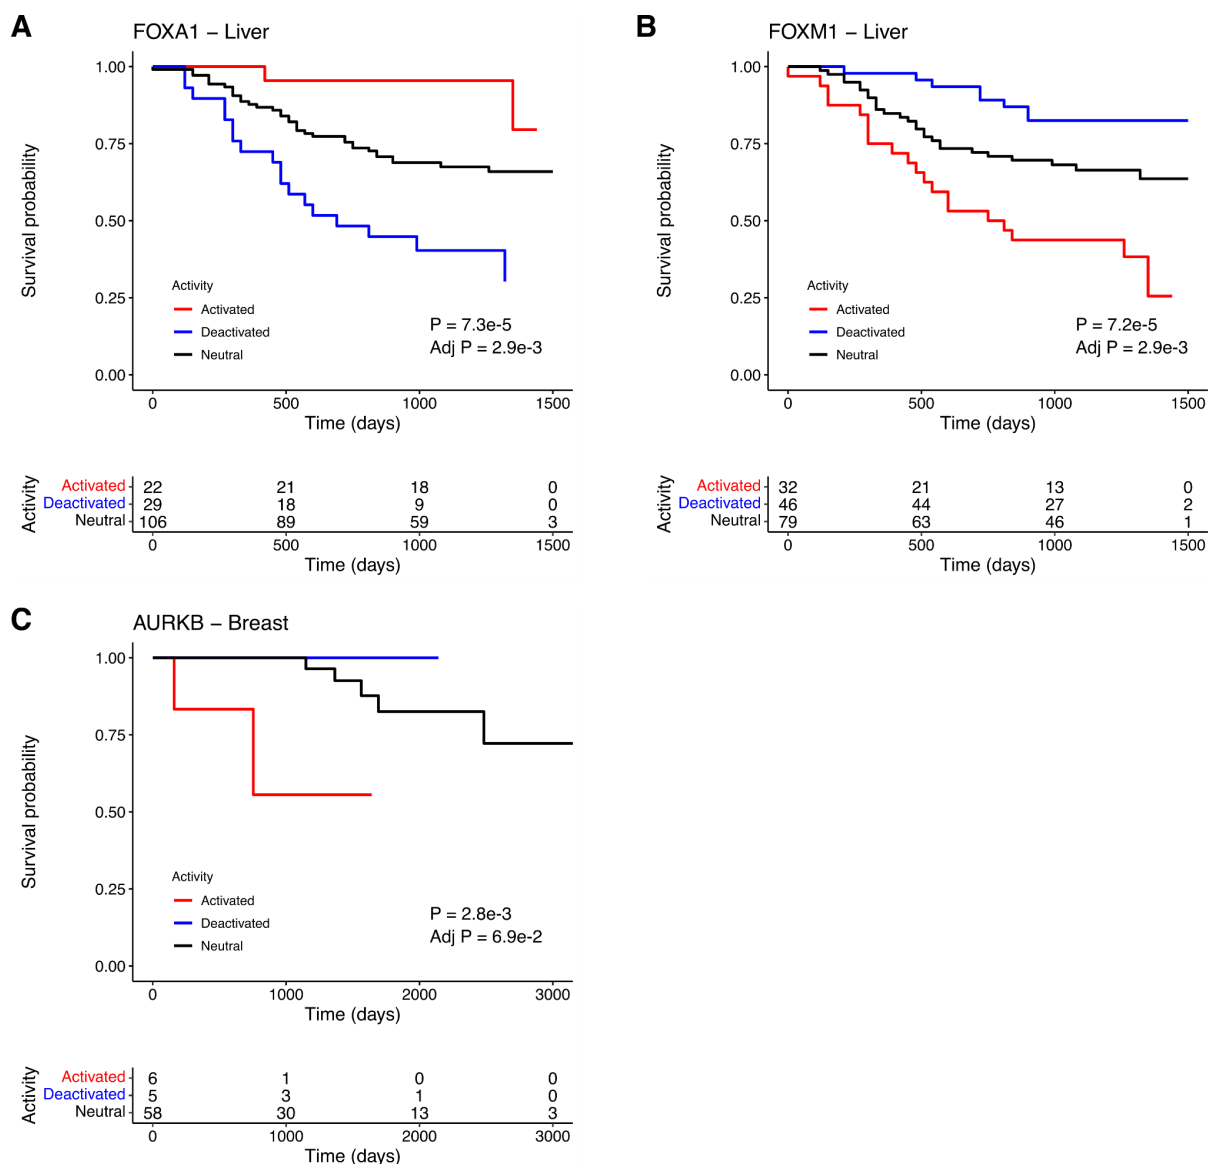 A
FOXA1 – Liver
Survival probability
1.00
0.75
0.50
0.25
0.00
Activity
Activated
Deactivated
Neutral
P = 7.3e-5
Adj P = 2.9e-3
0 500 1000 1500
Time (days)
Activity
Activated 22 21 18 0
Deactivated 29 18 9 0
Neutral 106 89 59 3
0 500 1000 1500
Time (days)
B
FOXM1 – Liver
Survival probability
1.00
0.75
0.50
0.25
0.00
Activity
Activated
Deactivated
Neutral
P = 7.2e-5
Adj P = 2.9e-3
0 500 1000 1500
Time (days)
Activity
Activated 32 21 13 0
Deactivated 46 44 27 2
Neutral 79 63 46 1
0 500 1000 1500
Time (days)
C
AURKB – Breast
Survival probability
1.00
0.75
0.50
0.25
0.00
Activity
Activated
Deactivated
Neutral
P = 2.8e-3
Adj P = 6.9e-2
0 1000 2000 3000
Time (days)
Activity
Activated 6 1 0 0
Deactivated 5 3 1 0
Neutral 58 30 13 3
0 1000 2000 3000
Time (days)